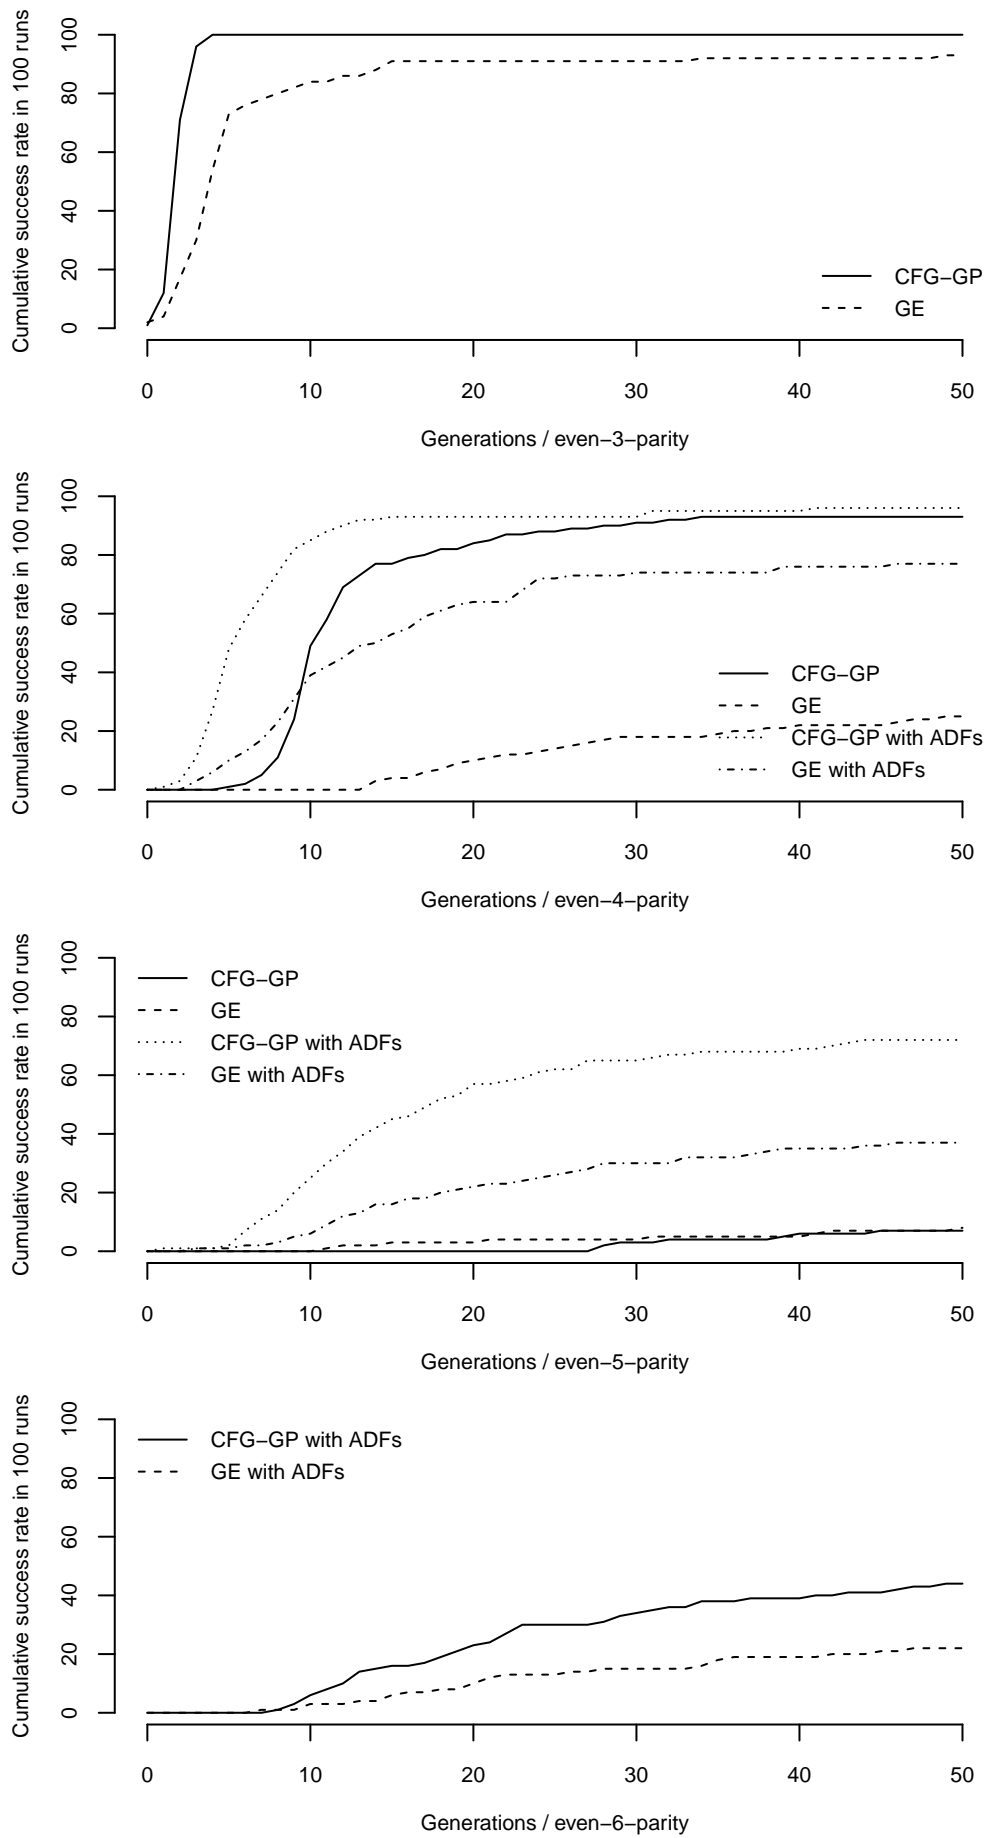 Cumulative success rate in 100 runs
100
80
60
40
20
0
CFG−GP
GE
0 10 20 30 40 50
Generations / even−3−parity
Cumulative success rate in 100 runs
100
80
60
40
20
0
CFG−GP
GE
CFG−GP with ADFs
GE with ADFs
0 10 20 30 40 50
Generations / even−4−parity
Cumulative success rate in 100 runs
100
80
60
40
20
0
CFG−GP
GE
CFG−GP with ADFs
GE with ADFs
0 10 20 30 40 50
Generations / even−5−parity
Cumulative success rate in 100 runs
100
80
60
40
20
0
CFG−GP with ADFs
GE with ADFs
0 10 20 30 40 50
Generations / even−6−parity